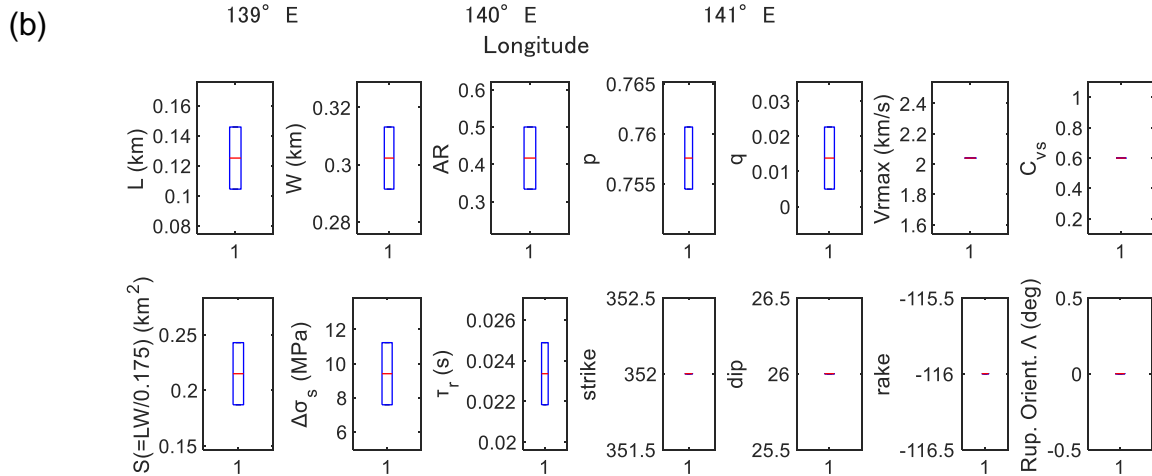 (b)
139° E 140° E 141° E
Longitude
L (km) 0.16 0.14 0.12 0.1 0.08 1
W (km) 0.32 0.3 0.28 1
AR 0.6 0.5 0.4 0.3 1
p 0.765 0.76 0.755 1
q 0.03 0.02 0.01 0 1
Vrmax (km/s) 2.4 2.2 2 1.8 1.6 1
C_vs 1 0.8 0.6 0.4 0.2 1
S(=LW/0.175) (km²) 0.25 0.2 0.15 1
Δσ_s (MPa) 12 10 8 6 1
τ_r (s) 0.026 0.024 0.022 0.02 1
strike 352.5 352 351.5 1
dip 26.5 26 25.5 1
rake -115.5 -116 -116.5 1
Rup. Orient. Λ (deg) 0.5 0 -0.5 1